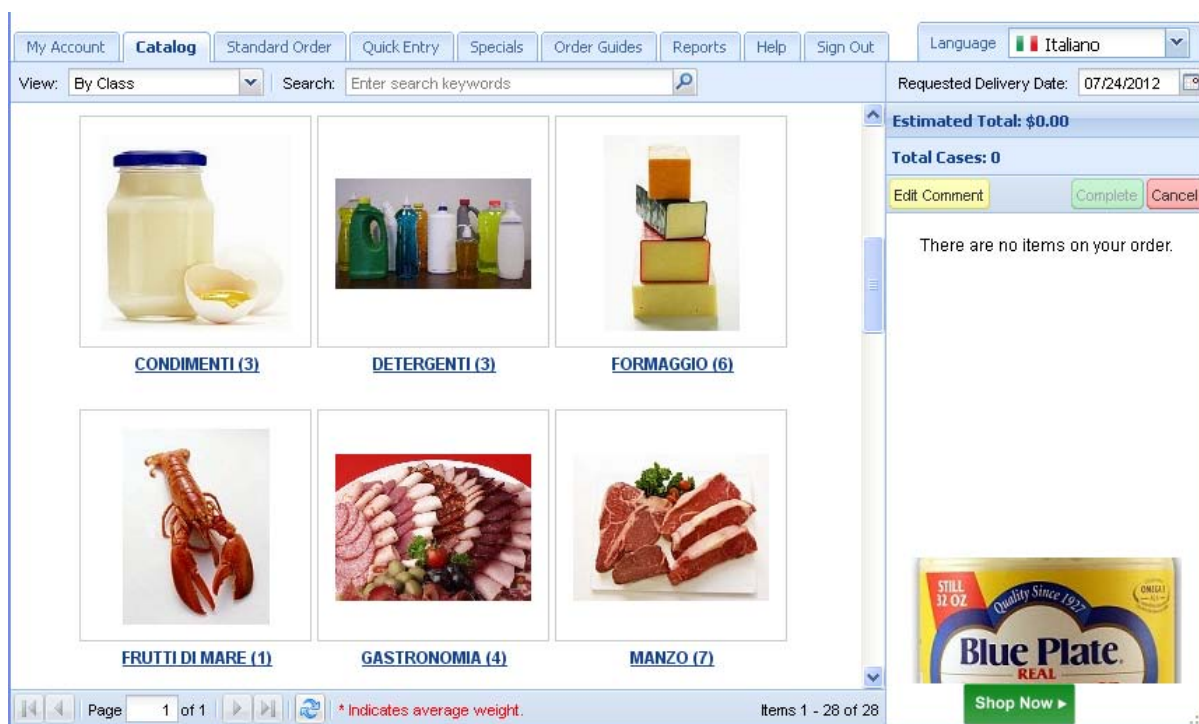 My Account Catalog Standard Order Quick Entry Specials Order Guides Reports Help Sign Out Language Italiano
View: By Class Search: Enter search keywords Requested Delivery Date: 07/24/2012
Estimated Total: $0.00
Total Cases: 0
Edit Comment Complete Cancel
There are no items on your order.
CONDIMENTI (3) DETERGENTI (3) FORMAGGIO (6)
FRUTTI DI MARE (1) GASTRONOMIA (4) MANZO (7)
STILL
32 OZ
Quality Since 1927
OMEGA 3
Blue Plate
REAL
Shop Now
Page 1 of 1 * Indicates average weight. Items 1 - 28 of 28